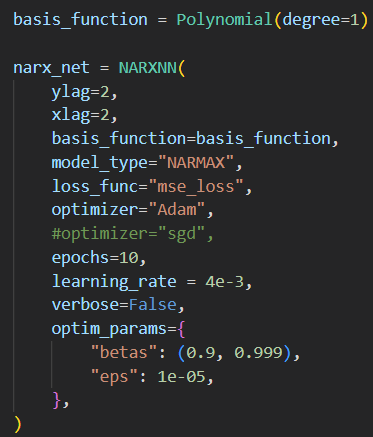 basis_function = Polynomial(degree=1)
narx_net = NARXNN(
    ylag=2,
    xlag=2,
    basis_function=basis_function,
    model_type="NARMAX",
    loss_func="mse_loss",
    optimizer="Adam",
    #optimizer="sgd",
    epochs=10,
    learning_rate = 4e-3,
    verbose=False,
    optim_params={
        "betas": (0.9, 0.999),
        "eps": 1e-05,
    },
)